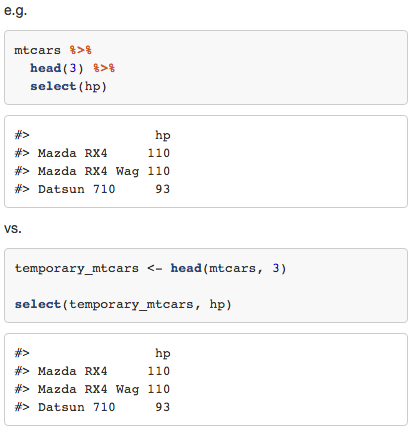 e.g.
mtcars %>%
  head(3) %>%
  select(hp)
#>                hp
#> Mazda RX4     110
#> Mazda RX4 Wag 110
#> Datsun 710     93
vs.
temporary_mtcars <- head(mtcars, 3)
select(temporary_mtcars, hp)
#>                hp
#> Mazda RX4     110
#> Mazda RX4 Wag 110
#> Datsun 710     93